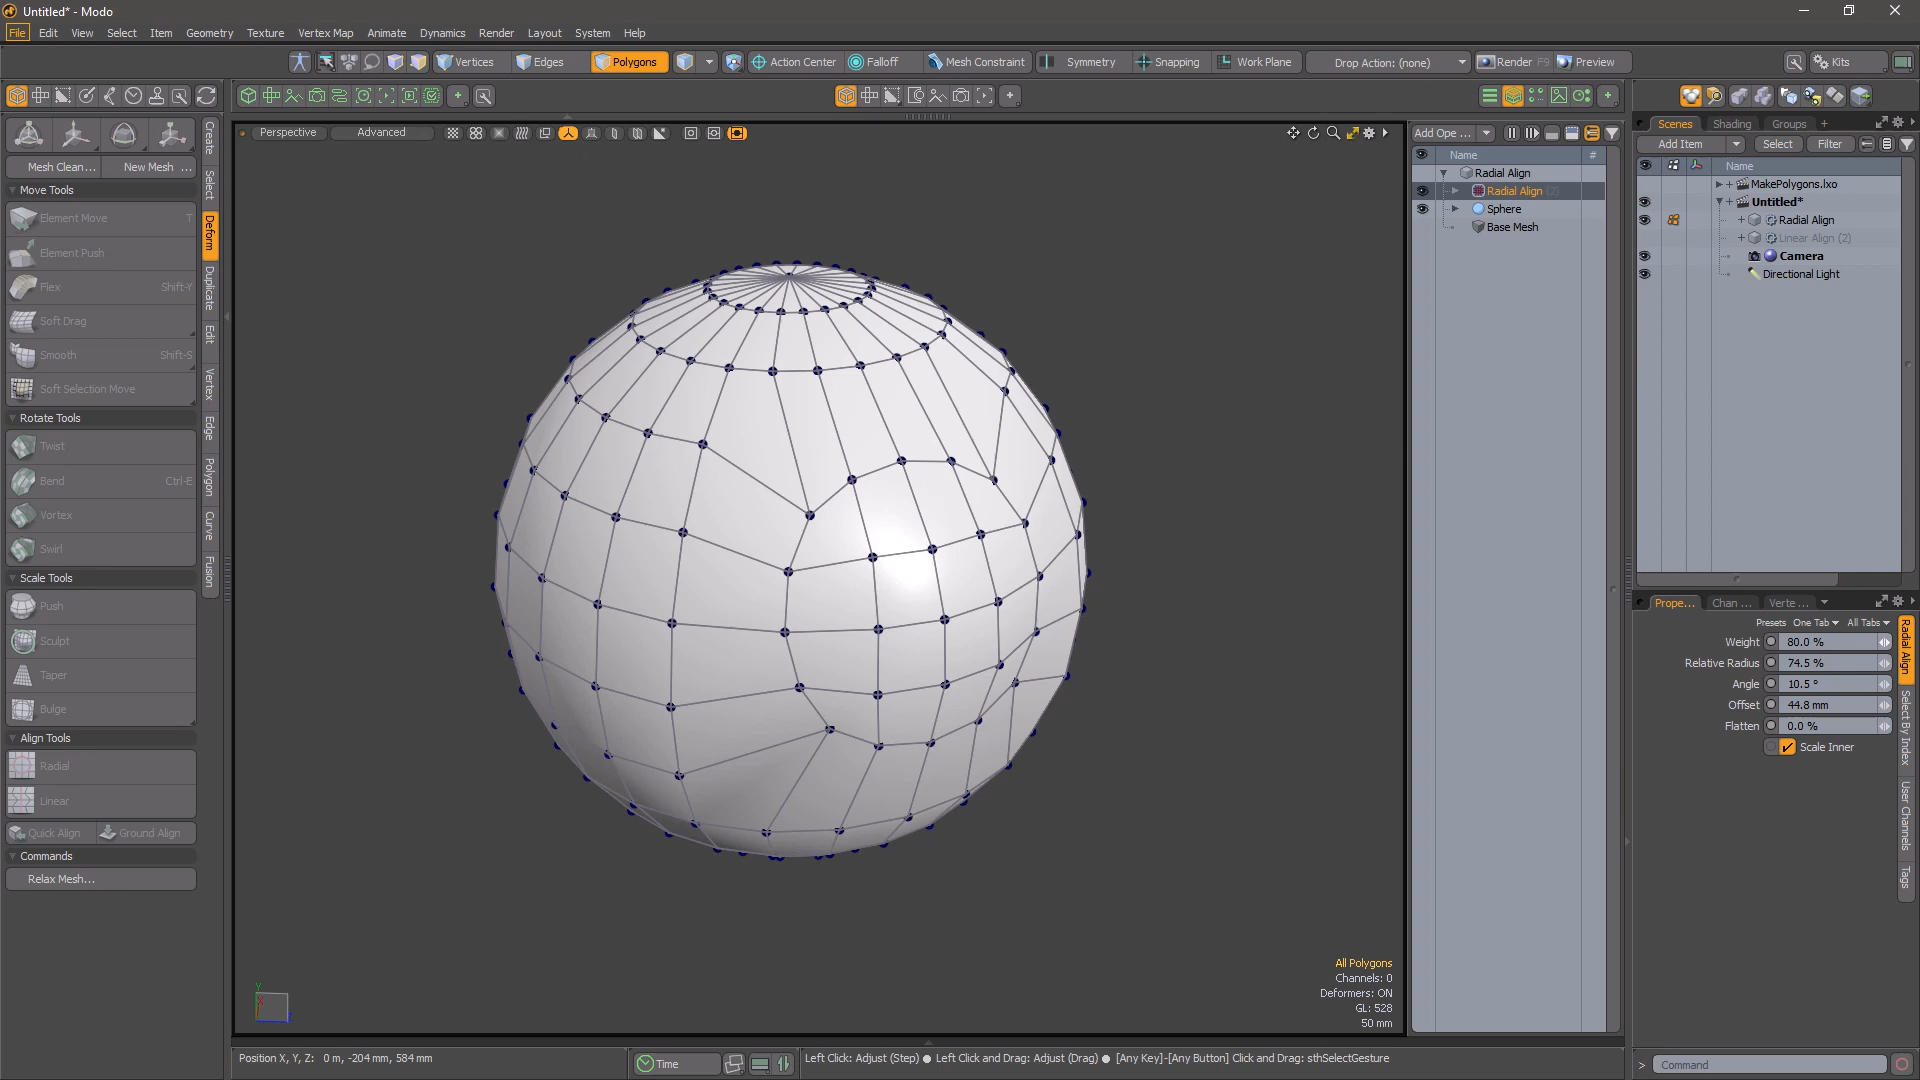 Untitled* - Modo
File Edit View Select Item Geometry Texture Vertex Map Animate Dynamics Render Layout System Help
Vertices Edges Polygons Action Center Falloff Mesh Constraint Symmetry Snapping Work Plane Drop Action: (none) Render F9 Preview Kits
Perspective Advanced
Mesh Clean... New Mesh ...
Move Tools
Element Move T
Element Push
Flex Shift-Y
Soft Drag
Smooth Shift-S
Soft Selection Move
Rotate Tools
Twist
Bend Ctrl-E
Vortex
Swirl
Scale Tools
Push
Sculpt
Taper
Bulge
Align Tools
Radial
Linear
Quick Align Ground Align
Commands
Relax Mesh...
Create
Select
Deform
Duplicate
Edit
Vertex
Edge
Polygon
Curve
Fusion
Y
All Polygons
Channels: 0
Deformers: ON
GL: 528
50 mm
Add Ope ...
Name #
Radial Align
Radial Align (2)
Sphere
Base Mesh
Scenes Shading Groups +
Add Item Select Filter
Name
MakePolygons.lxo
Untitled*
Radial Align
Linear Align (2)
Camera
Directional Light
Prope... Chan ... Verte ...
Presets One Tab All Tabs
Weight 80.0 %
Relative Radius 74.5 %
Angle 10.5 °
Offset 44.8 mm
Flatten 0.0 %
Scale Inner
Radial Align
Select By Index
User Channels
Tags
Position X, Y, Z: 0 m, -204 mm, 584 mm
Time
Left Click: Adjust (Step) ● Left Click and Drag: Adjust (Drag) ● [Any Key]-[Any Button] Click and Drag: sthSelectGesture
> Command